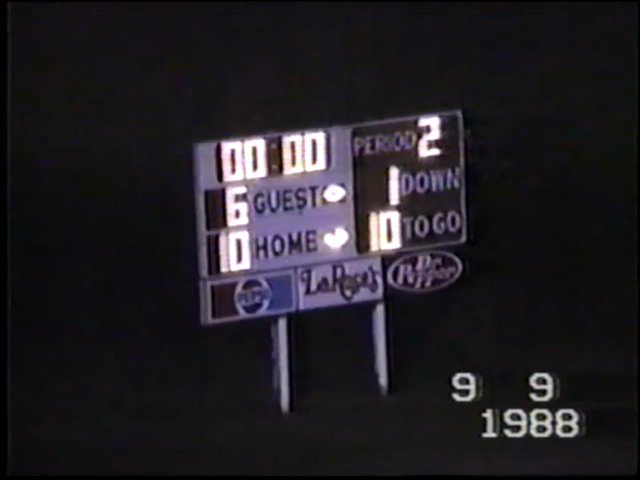 00:00
PERIOD 2
6 GUEST
1 DOWN
10 HOME
10 TO GO
PEPSI
LaRosa's
Dr Pepper
9 9
1988